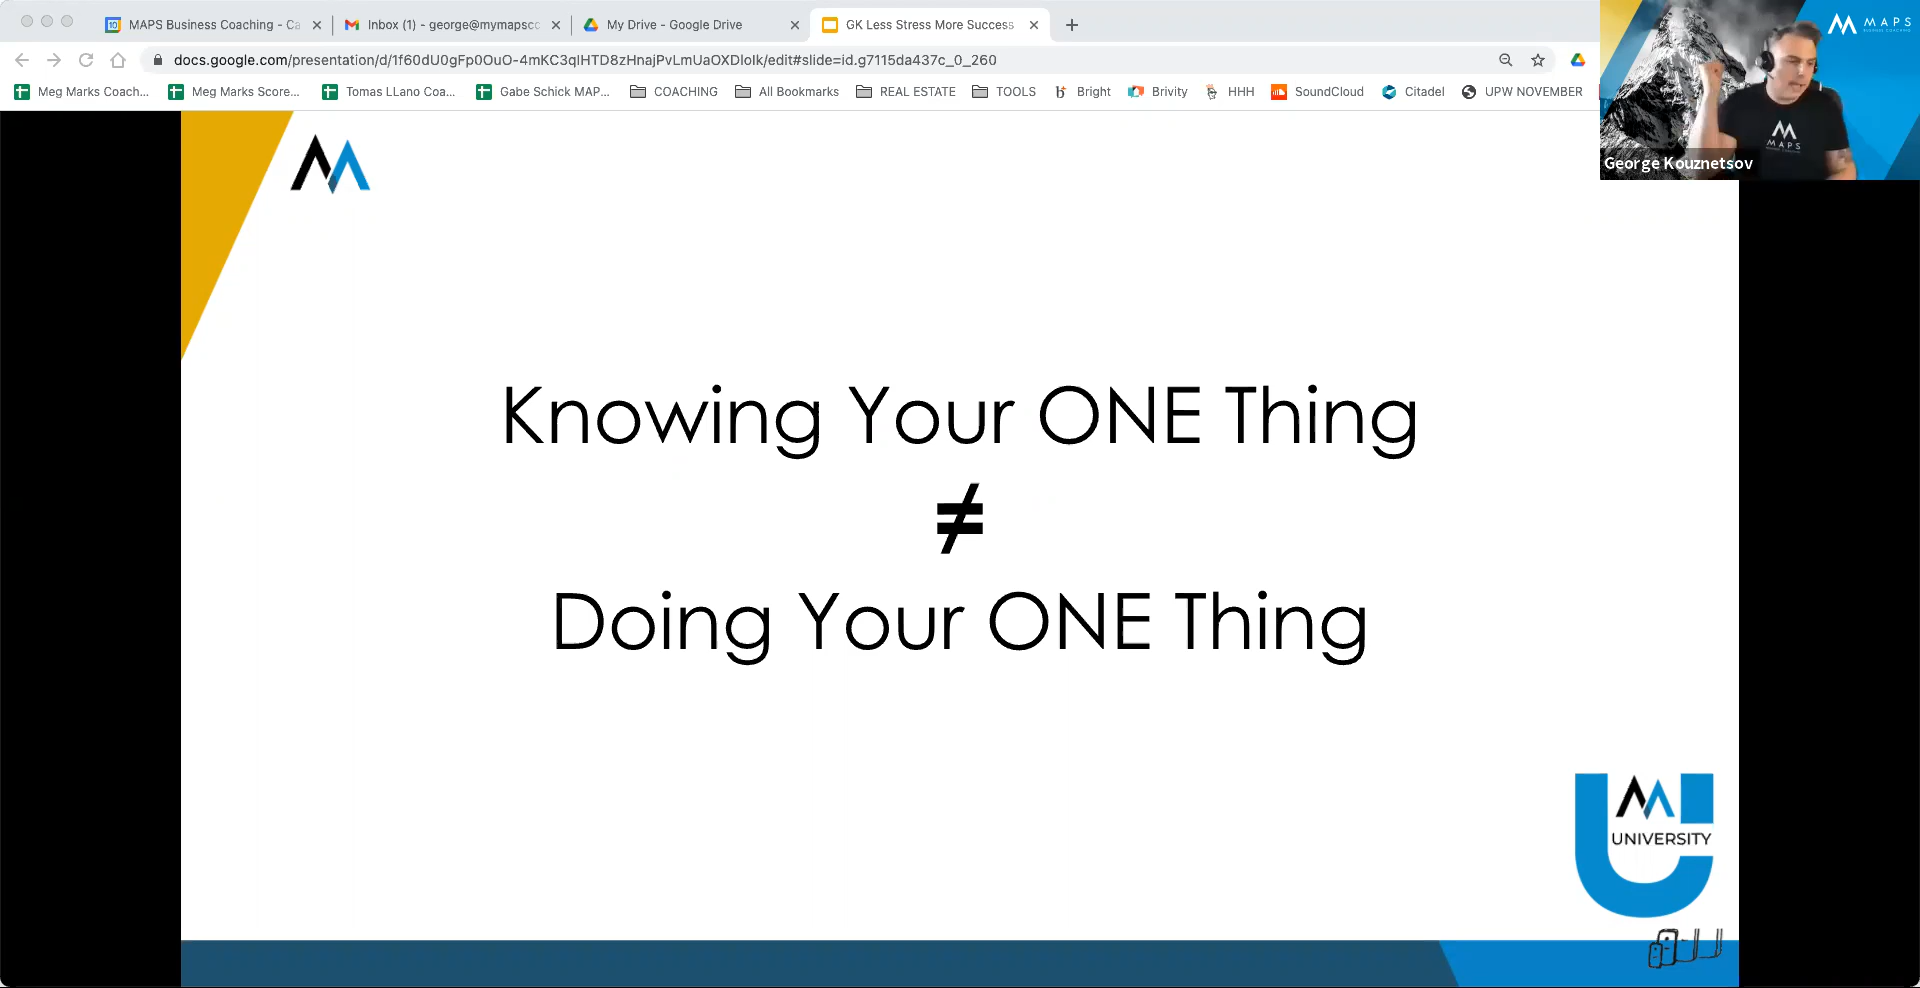 MAPS Business Coaching - Ca
Inbox (1) - george@mymapscc
My Drive - Google Drive
GK Less Stress More Success
docs.google.com/presentation/d/1f60dU0gFp0OuO-4mKC3qlHTD8zHnajPvLmUaOXDloIk/edit#slide=id.g7115da437c_0_260
Meg Marks Coach...
Meg Marks Score...
Tomas LLano Coa...
Gabe Schick MAP...
COACHING
All Bookmarks
REAL ESTATE
TOOLS
Bright
Brivity
HHH
SoundCloud
Citadel
UPW NOVEMBER
MAPS
MAPS
George Kouznetsov
Knowing Your ONE Thing
≠
Doing Your ONE Thing
UNIVERSITY